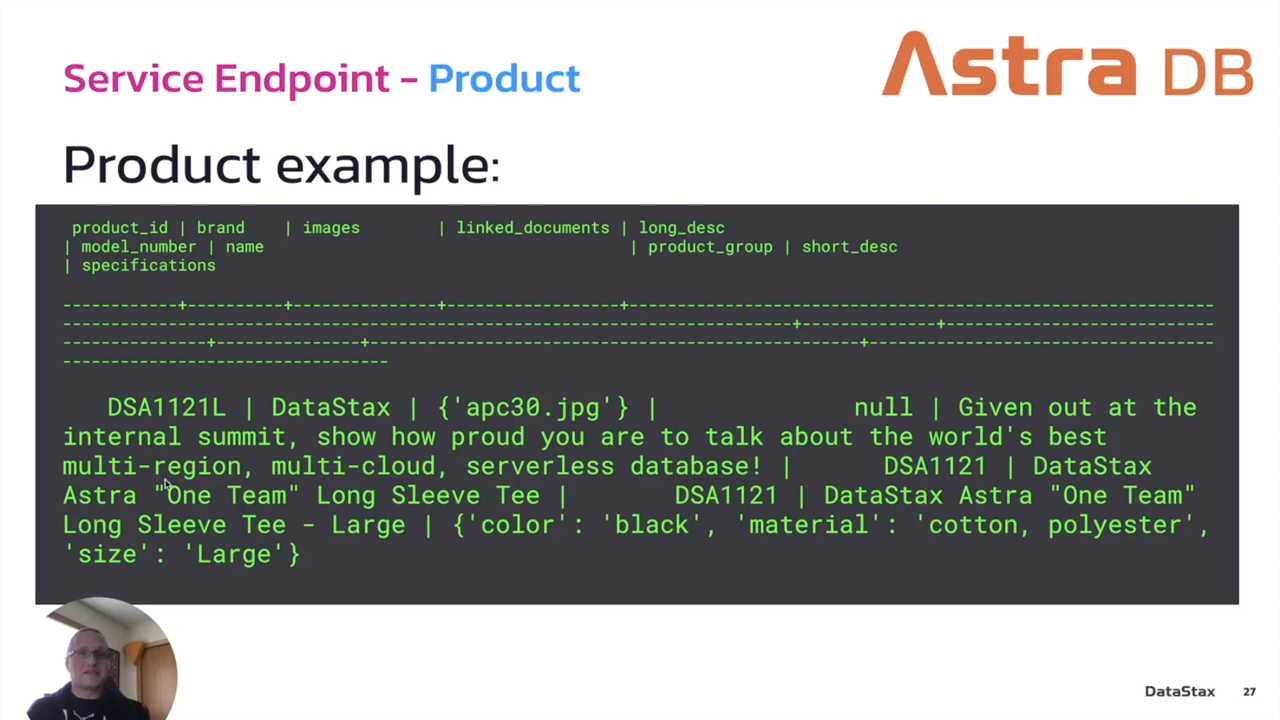 Service Endpoint – Product
Astra DB
Product example:
product_id | brand | images | linked_documents | long_desc
| model_number | name | product_group | short_desc
| specifications
------------+----------+---------------+------------------+-------------------------------------------------------------
----------------------------------------------------------------------------+--------------+----------------------------
---------------+---------------+---------------------------------------------------+------------------------------------
----------------------------------
DSA1121L | DataStax | {'apc30.jpg'} | null | Given out at the
internal summit, show how proud you are to talk about the world's best
multi-region, multi-cloud, serverless database! | DSA1121 | DataStax
Astra "One Team" Long Sleeve Tee | DSA1121 | DataStax Astra "One Team"
Long Sleeve Tee - Large | {'color': 'black', 'material': 'cotton, polyester',
'size': 'Large'}
DataStax 27